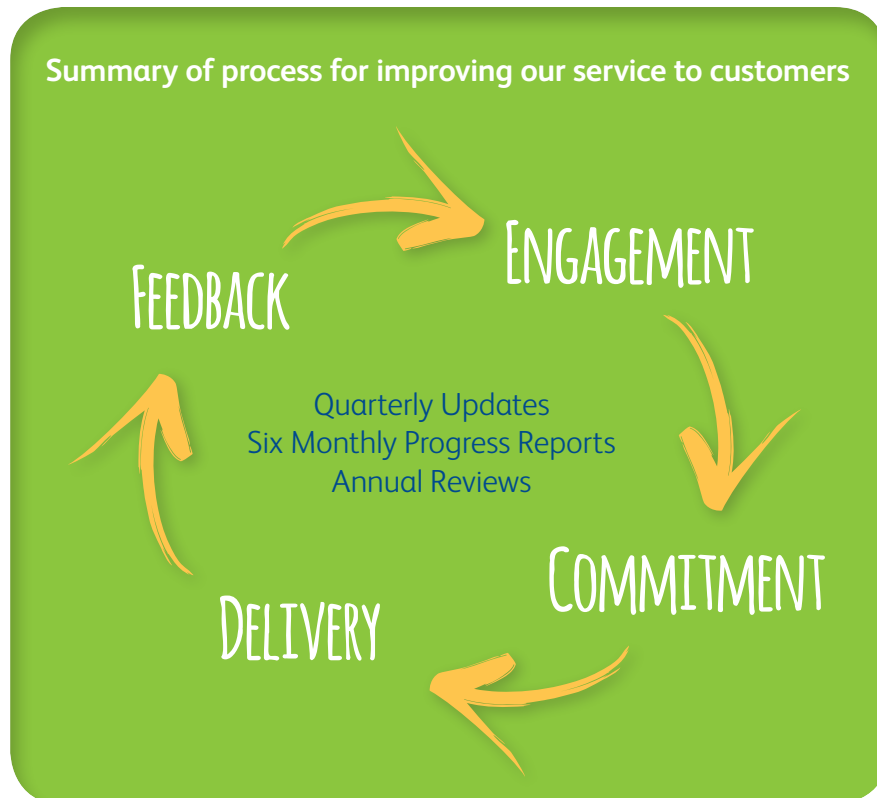 Summary of process for improving our service to customers
Engagement
Feedback
Quarterly Updates
Six Monthly Progress Reports
Annual Reviews
Commitment
Delivery